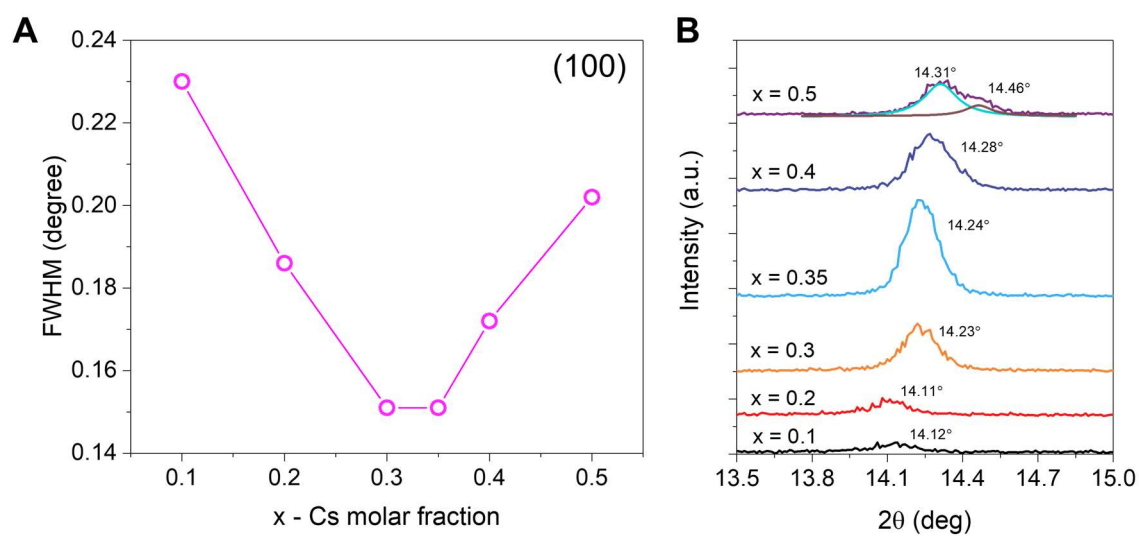 A
(100)
FWHM (degree)
0.24
0.22
0.20
0.18
0.16
0.14
0.1 0.2 0.3 0.4 0.5
x - Cs molar fraction
B
Intensity (a.u.)
x = 0.5
14.31°
14.46°
x = 0.4
14.28°
x = 0.35
14.24°
x = 0.3
14.23°
x = 0.2
14.11°
x = 0.1
14.12°
13.5 13.8 14.1 14.4 14.7 15.0
2θ (deg)